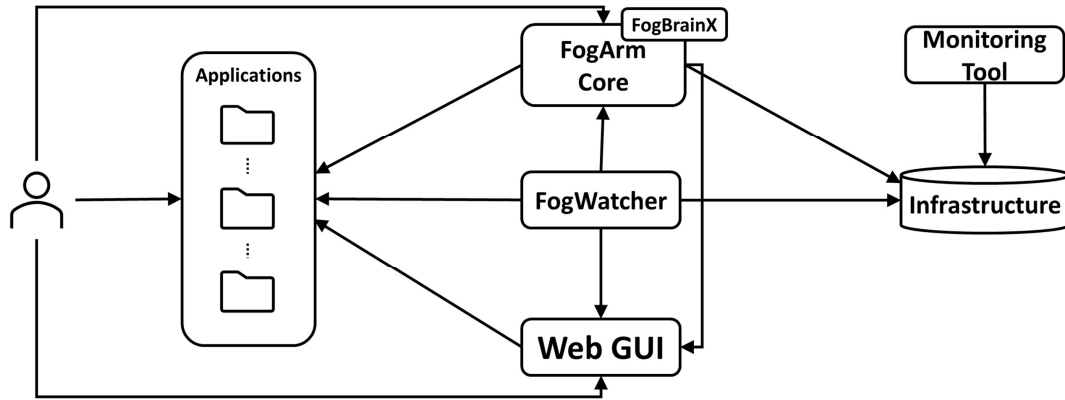 FogBrainX
FogArm
Core
Monitoring
Tool
Applications
FogWatcher
Infrastructure
Web GUI